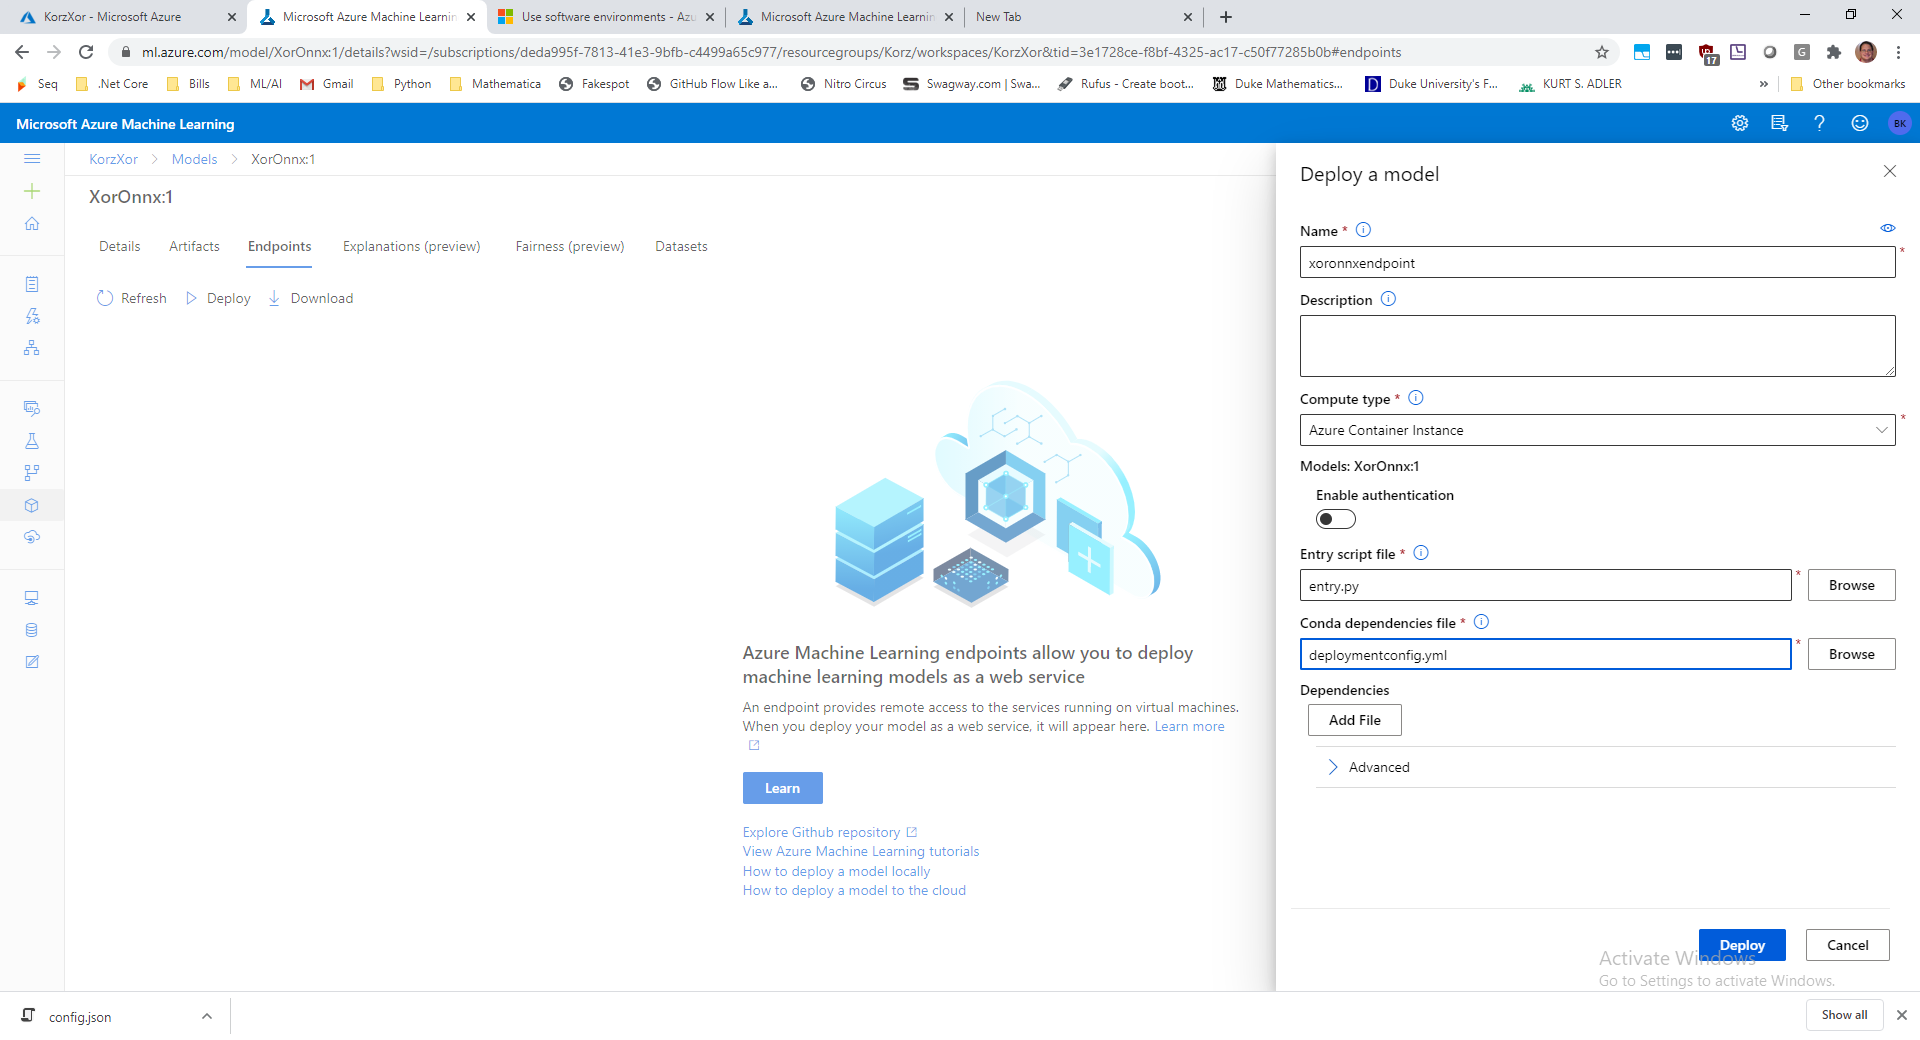 KorzXor - Microsoft Azure
Microsoft Azure Machine Learnin
Use software environments - Azu
Microsoft Azure Machine Learnin
New Tab
ml.azure.com/model/XorOnnx:1/details?wsid=/subscriptions/deda995f-7813-41e3-9bfb-c4499a65c977/resourcegroups/Korz/workspaces/KorzXor&tid=3e1728ce-f8bf-4325-ac17-c50f77285b0b#endpoints
17
G
Seq
.Net Core
Bills
ML/AI
Gmail
Python
Mathematica
Fakespot
GitHub Flow Like a...
Nitro Circus
Swagway.com | Swa...
Rufus - Create boot...
Duke Mathematics...
Duke University's F...
KURT S. ADLER
»
Other bookmarks
Microsoft Azure Machine Learning
BK
KorzXor > Models > XorOnnx:1
XorOnnx:1
Details
Artifacts
Endpoints
Explanations (preview)
Fairness (preview)
Datasets
Refresh
Deploy
Download
Azure Machine Learning endpoints allow you to deploy
machine learning models as a web service
An endpoint provides remote access to the services running on virtual machines.
When you deploy your model as a web service, it will appear here. Learn more
Learn
Explore Github repository
View Azure Machine Learning tutorials
How to deploy a model locally
How to deploy a model to the cloud
Deploy a model
Name *
xoronnxendpoint
*
Description
Compute type *
Azure Container Instance
*
Models: XorOnnx:1
Enable authentication
Entry script file *
entry.py
*
Browse
Conda dependencies file *
deploymentconfig.yml
*
Browse
Dependencies
Add File
Advanced
Deploy
Cancel
Activate Windows
Go to Settings to activate Windows.
config.json
Show all